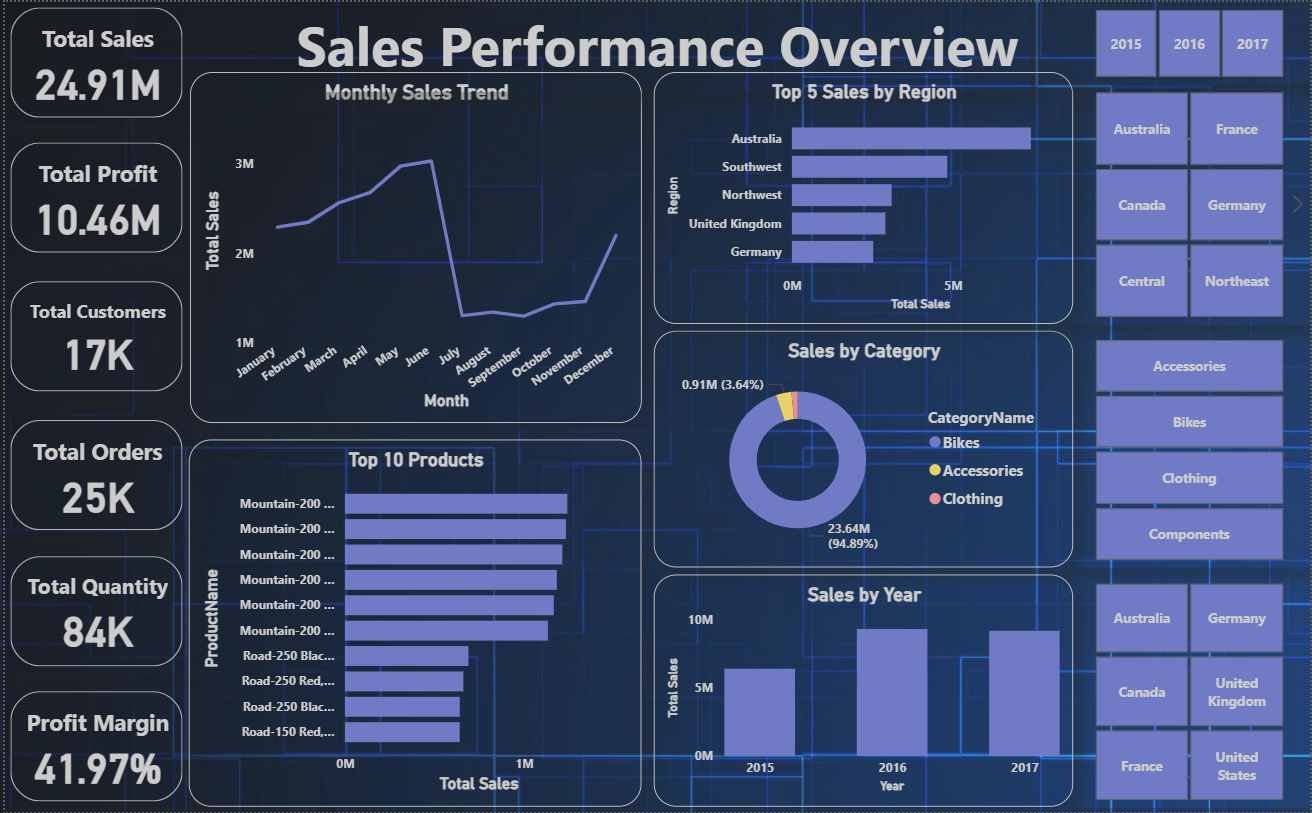 Sales Performance Overview
Total Sales
24.91M
Total Profit
10.46M
Total Customers
17K
Total Orders
25K
Total Quantity
84K
Profit Margin
41.97%
Monthly Sales Trend
Total Sales
3M
2M
1M
January
February
March
April
May
June
July
August
September
October
November
December
Month
Top 10 Products
ProductName
Mountain-200 ...
Mountain-200 ...
Mountain-200 ...
Mountain-200 ...
Mountain-200 ...
Mountain-200 ...
Road-250 Blac...
Road-250 Red,...
Road-250 Blac...
Road-150 Red,...
0M
1M
Total Sales
Top 5 Sales by Region
Region
Australia
Southwest
Northwest
United Kingdom
Germany
0M
5M
Total Sales
Sales by Category
0.91M (3.64%)
23.64M
(94.89%)
CategoryName
Bikes
Accessories
Clothing
Sales by Year
Total Sales
10M
5M
0M
2015
2016
2017
Year
2015
2016
2017
Australia
France
Canada
Germany
Central
Northeast
Accessories
Bikes
Clothing
Components
Australia
Germany
Canada
United
Kingdom
France
United
States